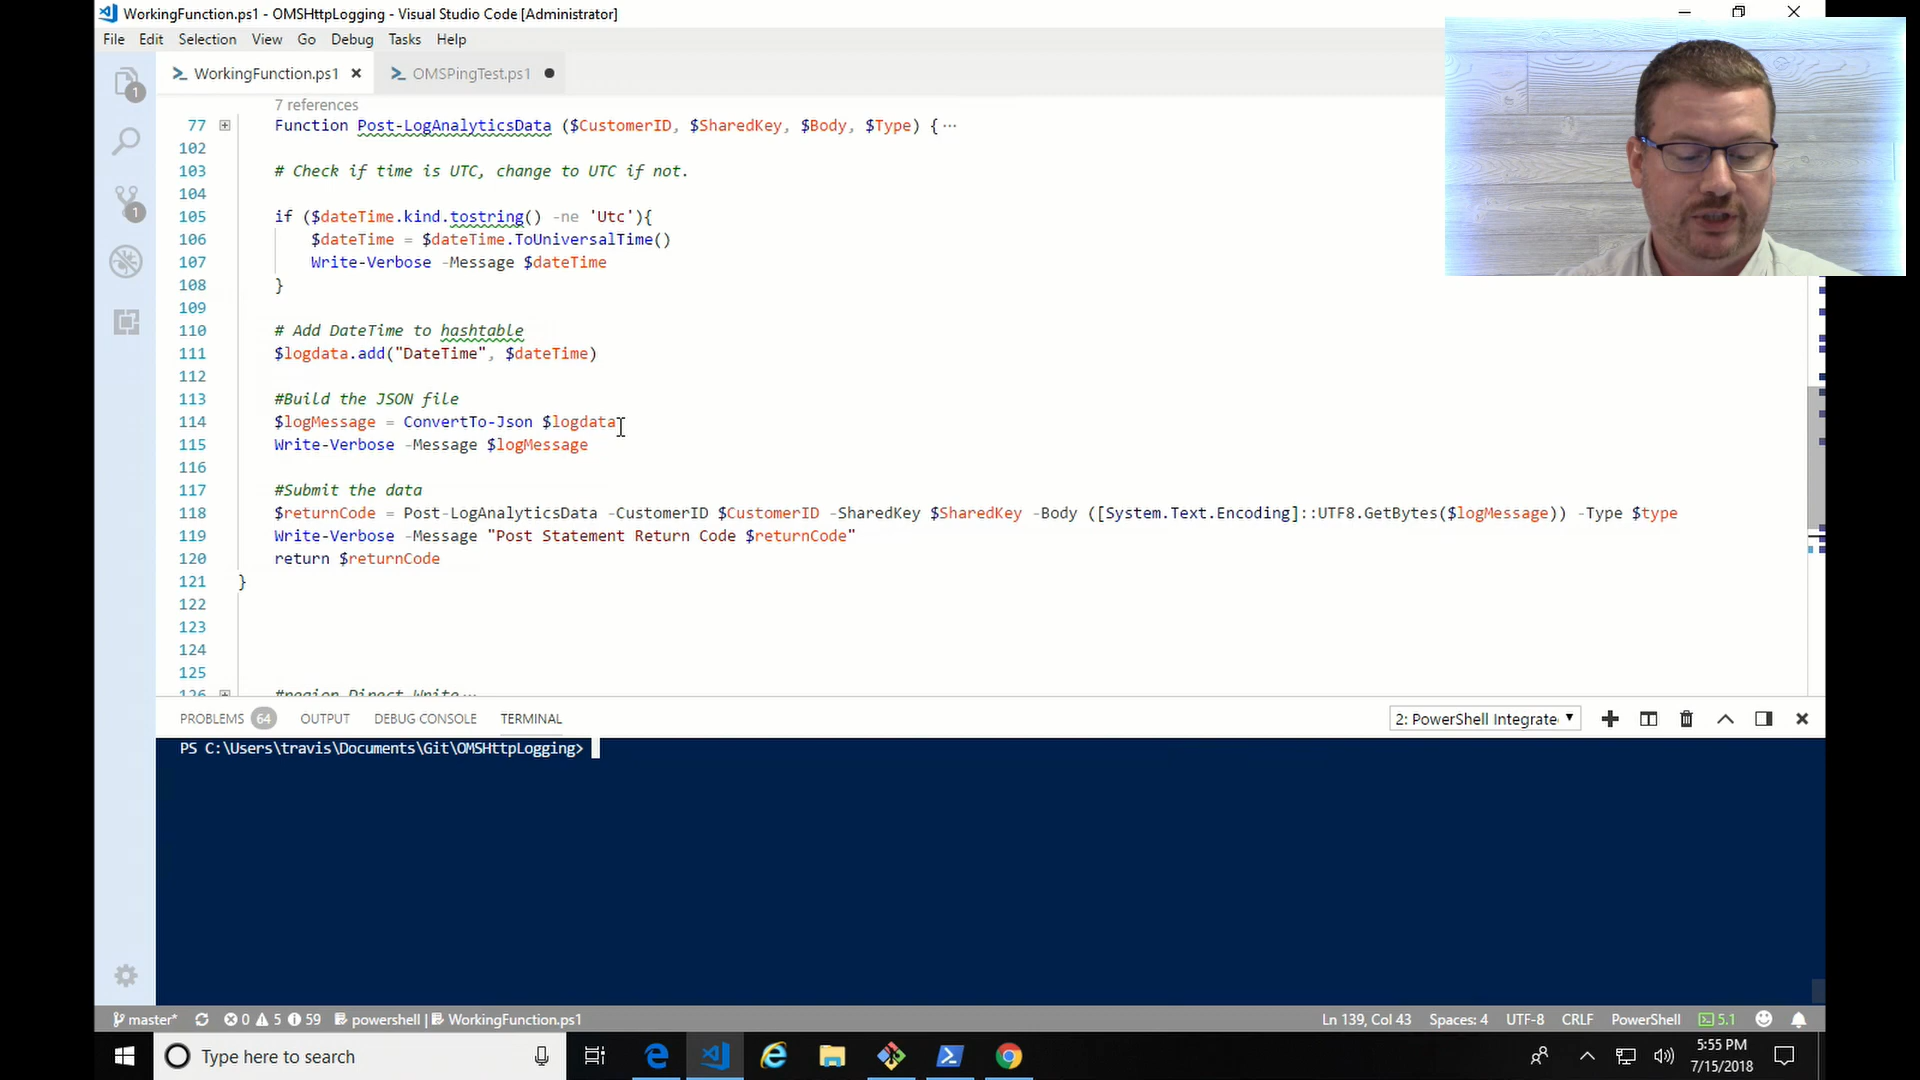 WorkingFunction.ps1 - OMSHttpLogging - Visual Studio Code [Administrator]
File Edit Selection View Go Debug Tasks Help
WorkingFunction.ps1 OMSPingTest.ps1
7 references
77 Function Post-LogAnalyticsData ($CustomerID, $SharedKey, $Body, $Type) { ···
102
103 # Check if time is UTC, change to UTC if not.
104
105 if ($dateTime.kind.tostring() -ne 'Utc'){
106 $dateTime = $dateTime.ToUniversalTime()
107 Write-Verbose -Message $dateTime
108 }
109
110 # Add DateTime to hashtable
111 $logdata.add("DateTime", $dateTime)
112
113 #Build the JSON file
114 $logMessage = ConvertTo-Json $logdata
115 Write-Verbose -Message $logMessage
116
117 #Submit the data
118 $returnCode = Post-LogAnalyticsData -CustomerID $CustomerID -SharedKey $SharedKey -Body ([System.Text.Encoding]::UTF8.GetBytes($logMessage)) -Type $type
119 Write-Verbose -Message "Post Statement Return Code $returnCode"
120 return $returnCode
121 }
122
123
124
125
126 #region Direct Write···
PROBLEMS 64 OUTPUT DEBUG CONSOLE TERMINAL 2: PowerShell Integrate
PS C:\Users\travis\Documents\Git\OMSHttpLogging>
master* 0 5 59 powershell | WorkingFunction.ps1 Ln 139, Col 43 Spaces: 4 UTF-8 CRLF PowerShell 5.1
Type here to search
5:55 PM
7/15/2018